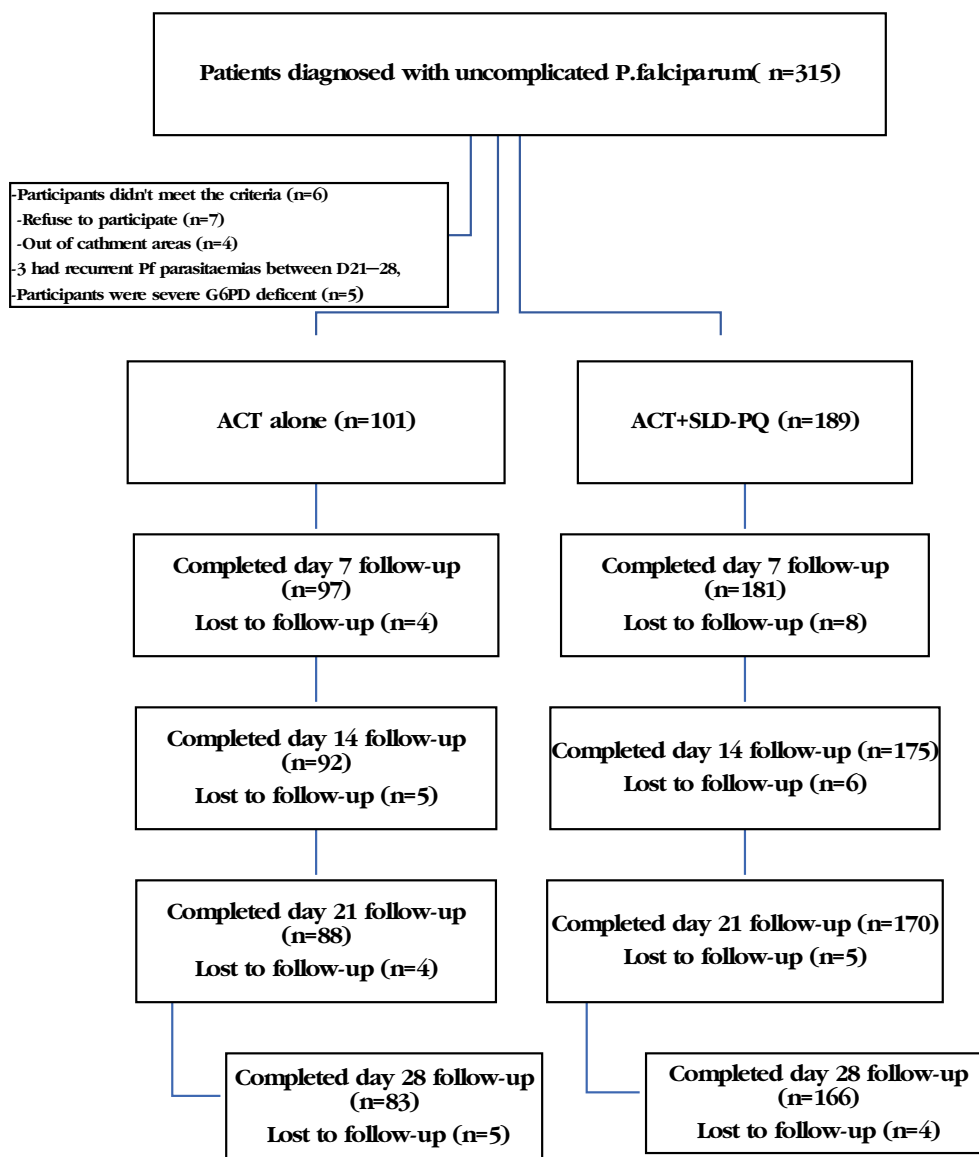 Patients diagnosed with uncomplicated P.falciparum( n=315)
-Participants didn't meet the criteria (n=6)
-Refuse to participate (n=7)
-Out of cathment areas (n=4)
-3 had recurrent Pf parasitaemias between D21–28,
-Participants were severe G6PD deficent (n=5)
ACT alone (n=101)
ACT+SLD-PQ (n=189)
Completed day 7 follow-up
(n=97)
Lost to follow-up (n=4)
Completed day 7 follow-up
(n=181)
Lost to follow-up (n=8)
Completed day 14 follow-up
(n=92)
Lost to follow-up (n=5)
Completed day 14 follow-up (n=175)
Lost to follow-up (n=6)
Completed day 21 follow-up
(n=88)
Lost to follow-up (n=4)
Completed day 21 follow-up (n=170)
Lost to follow-up (n=5)
Completed day 28 follow-up
(n=83)
Lost to follow-up (n=5)
Completed day 28 follow-up
(n=166)
Lost to follow-up (n=4)